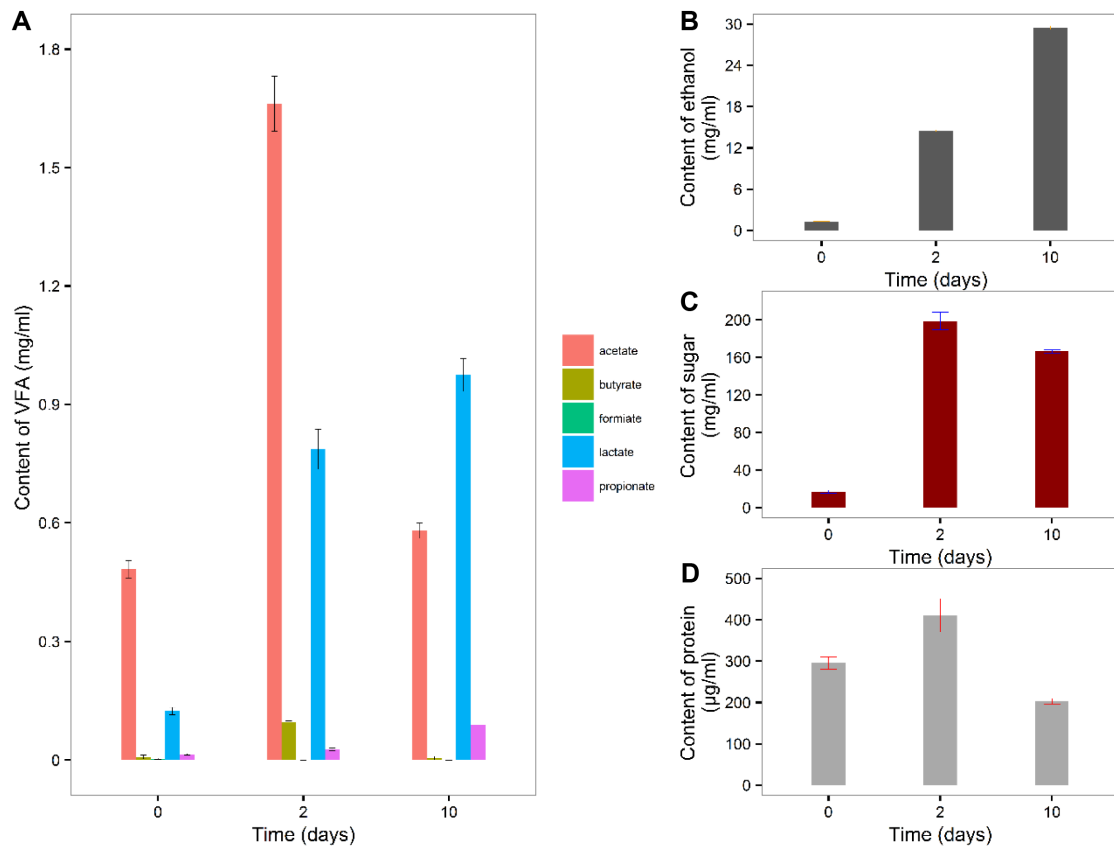 A
Content of VFA (mg/ml)
1.8
1.5
1.2
0.9
0.6
0.3
0
0 2 10
Time (days)
acetate
butyrate
formiate
lactate
propionate
B
Content of ethanol
(mg/ml)
30
24
18
12
6
0
0 2 10
Time (days)
C
Content of sugar
(mg/ml)
200
160
120
80
40
0
0 2 10
Time (days)
D
Content of protein
(µg/ml)
500
400
300
200
100
0
0 2 10
Time (days)